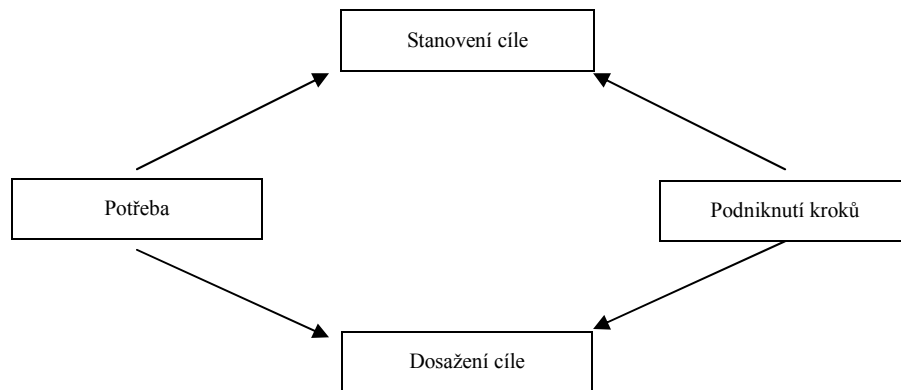 Stanovení cíle
Potřeba
Podniknutí kroků
Dosažení cíle